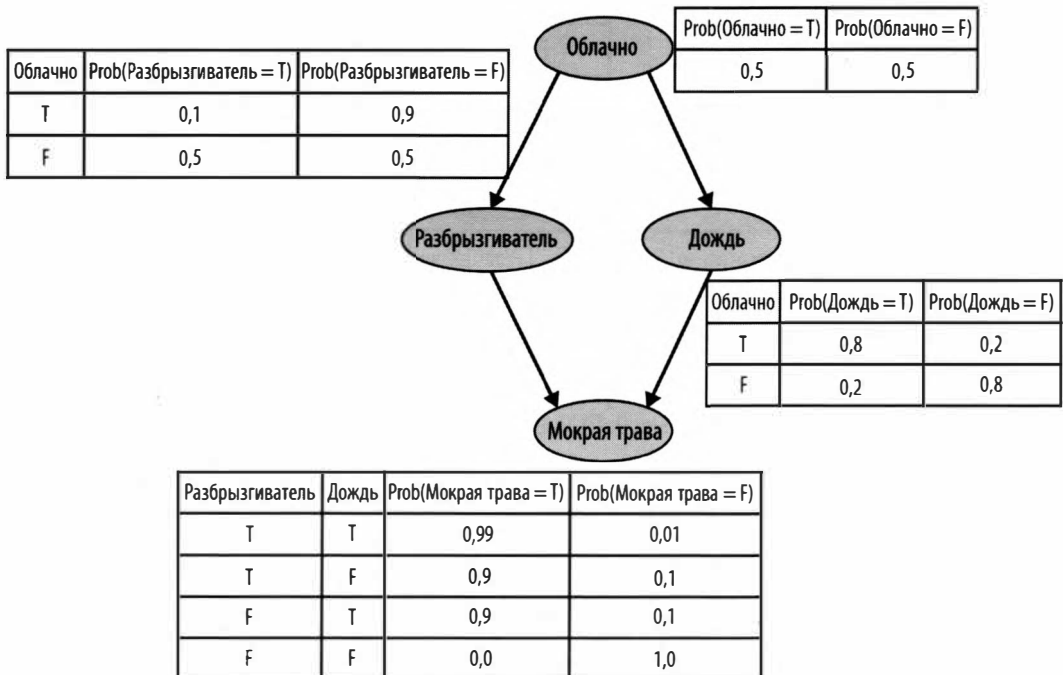 Облачно
Prob(Облачно = T) Prob(Облачно = F)
0,5 0,5
Облачно Prob(Разбрызгиватель = T) Prob(Разбрызгиватель = F)
T 0,1 0,9
F 0,5 0,5
Разбрызгиватель
Дождь
Облачно Prob(Дождь = T) Prob(Дождь = F)
T 0,8 0,2
F 0,2 0,8
Мокрая трава
Разбрызгиватель Дождь Prob(Мокрая трава = T) Prob(Мокрая трава = F)
T T 0,99 0,01
T F 0,9 0,1
F T 0,9 0,1
F F 0,0 1,0